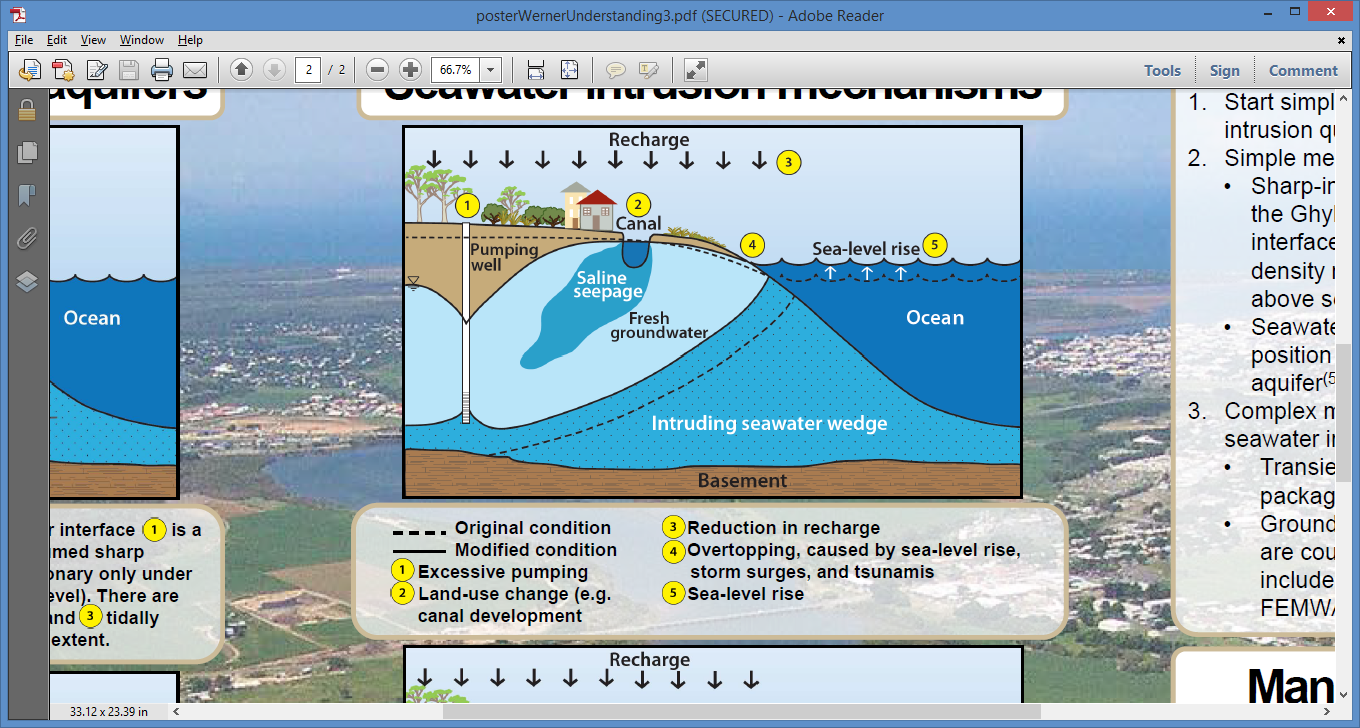 posterWernerUnderstanding3.pdf (SECURED) - Adobe Reader
File Edit View Window Help
2 / 2 66.7% Tools Sign Comment
aquifers
Seawater intrusion mechanisms
Ocean
Recharge
3
1
2
Canal
Pumping
well
4
Sea-level rise 5
Saline
seepage
Fresh
groundwater
Ocean
Intruding seawater wedge
Basement
r interface 1 is a
umed sharp
onary only under
evel). There are
and 3 tidally
extent.
Original condition
Modified condition
1 Excessive pumping
2 Land-use change (e.g.
canal development
3 Reduction in recharge
4 Overtopping, caused by sea-level rise,
storm surges, and tsunamis
5 Sea-level rise
Recharge
1. Start simpl
intrusion qu
2. Simple me
• Sharp-in
the Ghyl
interface
density r
above se
• Seawate
position
aquifer(5
3. Complex m
seawater in
• Transie
packag
• Ground
are cou
include
FEMWA
Man
33.12 x 23.39 in